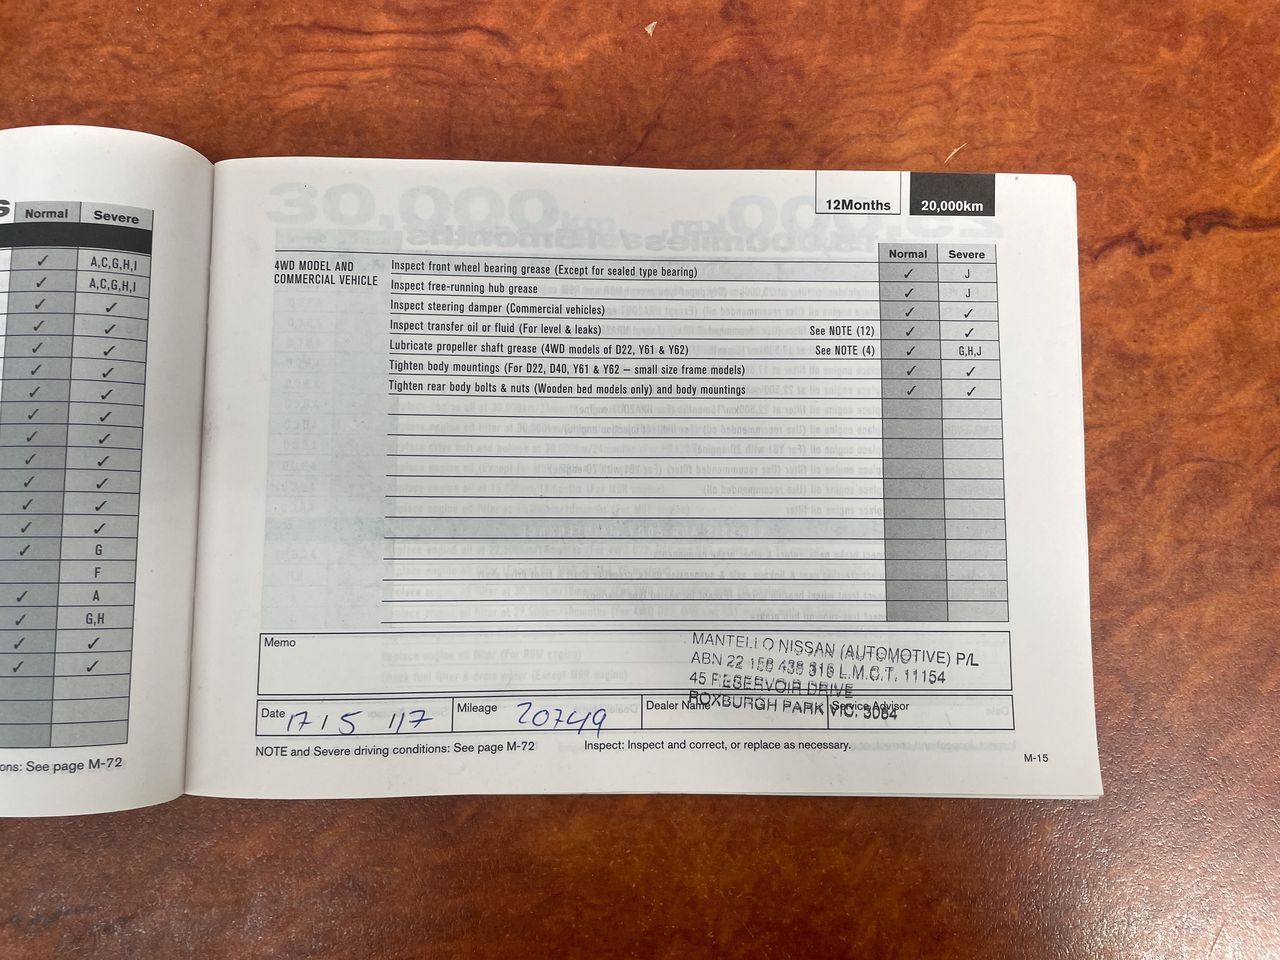 S
Normal Severe
✓ A,C,G,H,I
✓ A,C,G,H,I
✓ ✓
✓ ✓
✓ ✓
✓ ✓
✓ ✓
✓ ✓
✓ ✓
✓ ✓
✓ ✓
✓ ✓
✓ ✓
✓ G
F
✓ A
✓ G,H
✓ ✓
✓ ✓
ons: See page M-72
12Months 20,000km
Normal Severe
4WD MODEL AND
COMMERCIAL VEHICLE
Inspect front wheel bearing grease (Except for sealed type bearing) ✓ J
Inspect free-running hub grease ✓ J
Inspect steering damper (Commercial vehicles) ✓ ✓
Inspect transfer oil or fluid (For level & leaks) See NOTE (12) ✓ ✓
Lubricate propeller shaft grease (4WD models of D22, Y61 & Y62) See NOTE (4) ✓ G,H,J
Tighten body mountings (For D22, D40, Y61 & Y62 – small size frame models) ✓ ✓
Tighten rear body bolts & nuts (Wooden bed models only) and body mountings ✓ ✓
Memo
MANTELLO NISSAN (AUTOMOTIVE) P/L
ABN 22 158 438 316 L.M.C.T. 11154
45 RESERVOIR DRIVE
ROXBURGH PARK VIC. 3064
Date 17/5/17 Mileage 20749 Dealer Name Service Advisor
NOTE and Severe driving conditions: See page M-72 Inspect: Inspect and correct, or replace as necessary.
M-15